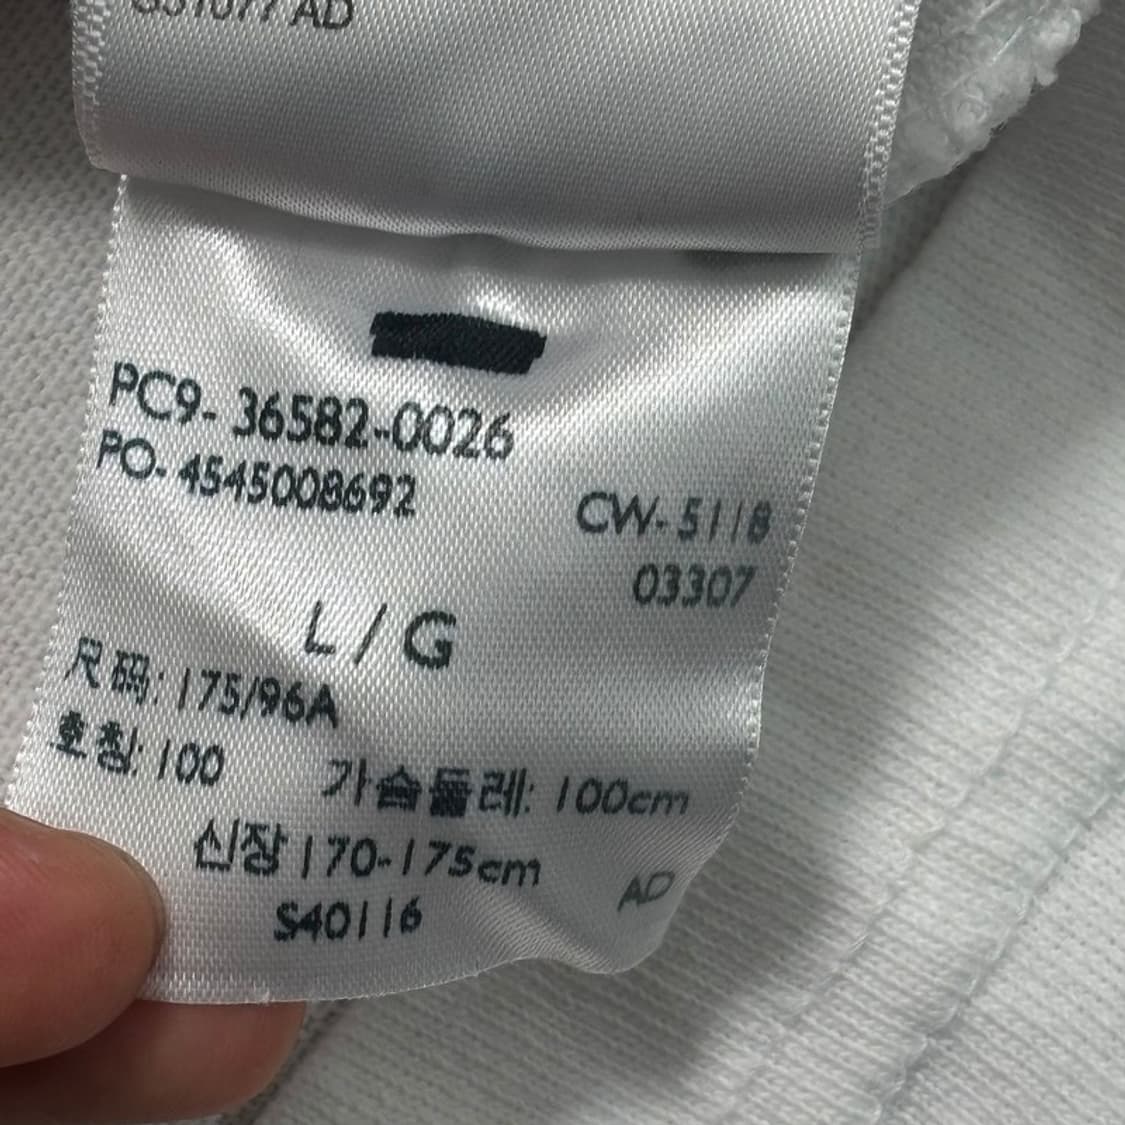 AD
PC9- 36582-0026
PO- 4545008692
CW- 5118
03307
L / G
尺码: 175/96A
호칭: 100 가슴둘레: 100cm
신장 170-175cm
AD
S40116